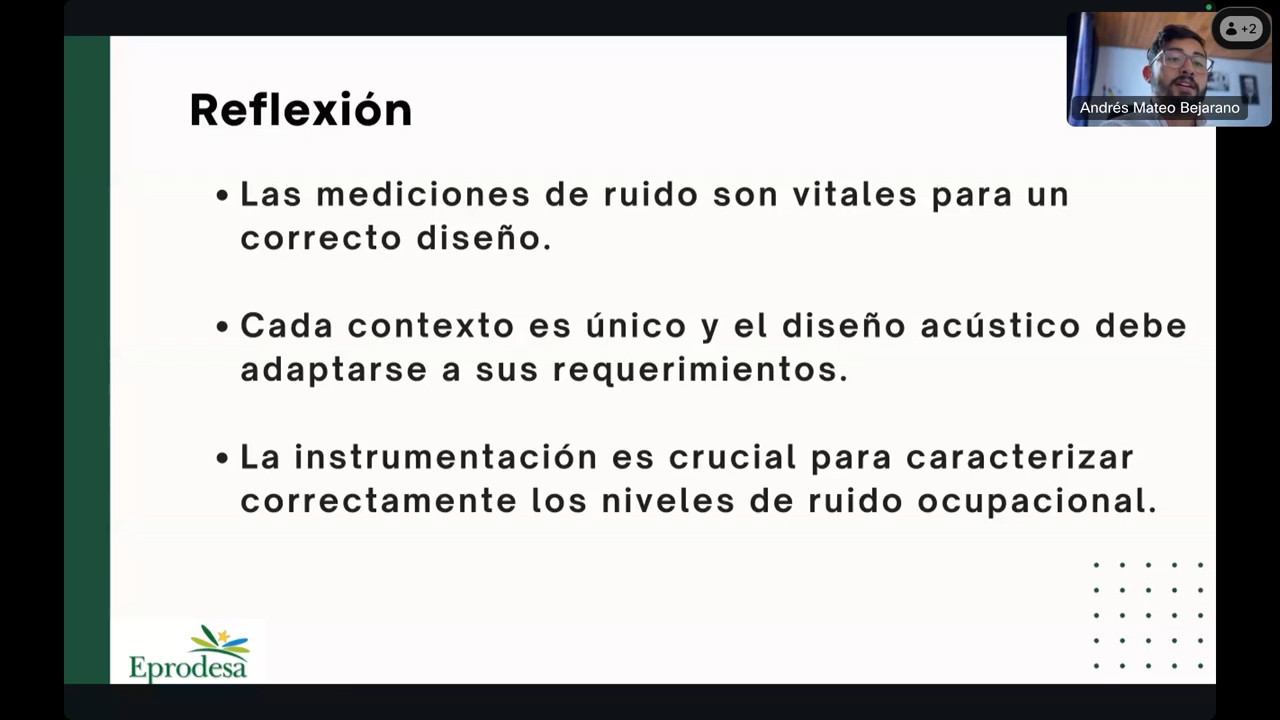 +2
Andrés Mateo Bejarano
Reflexión
• Las mediciones de ruido son vitales para un
correcto diseño.
• Cada contexto es único y el diseño acústico debe
adaptarse a sus requerimientos.
• La instrumentación es crucial para caracterizar
correctamente los niveles de ruido ocupacional.
Eprodesa